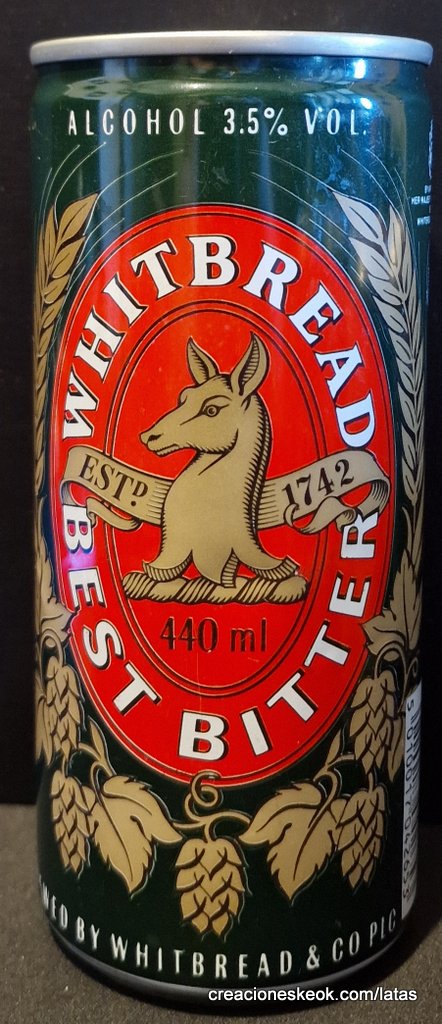 ALCOHOL 3.5% VOL.
WHITBREAD
ESTD. 1742
440 ml
BEST BITTER
BY WHITBREAD & CO PLC
creacioneskeok.com/latas